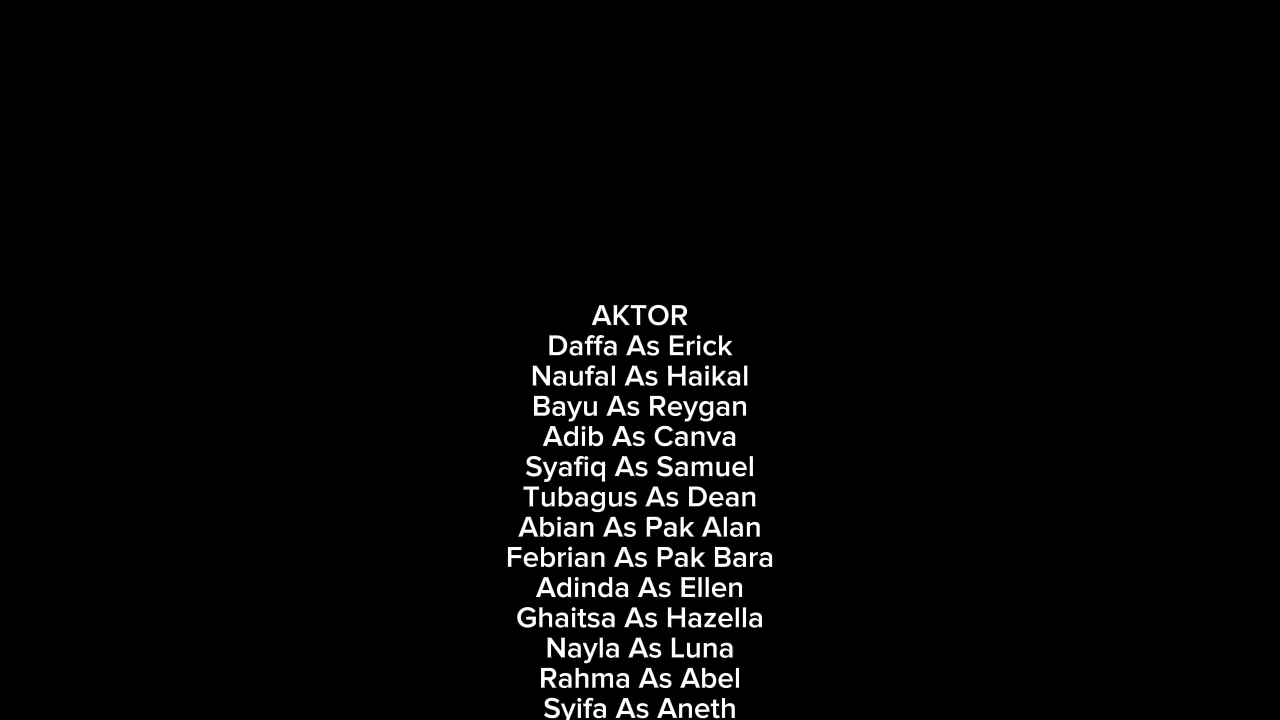 AKTOR
Daffa As Erick
Naufal As Haikal
Bayu As Reygan
Adib As Canva
Syafiq As Samuel
Tubagus As Dean
Abian As Pak Alan
Febrian As Pak Bara
Adinda As Ellen
Ghaitsa As Hazella
Nayla As Luna
Rahma As Abel
Syifa As Aneth